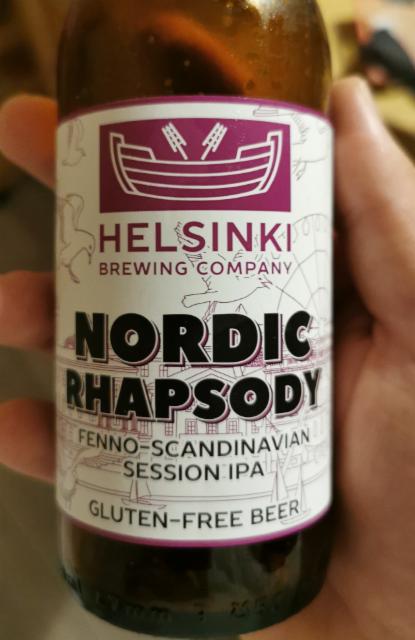 HELSINKI
BREWING COMPANY
NORDIC
RHAPSODY
FENNO-SCANDINAVIAN
SESSION IPA
GLUTEN-FREE BEER